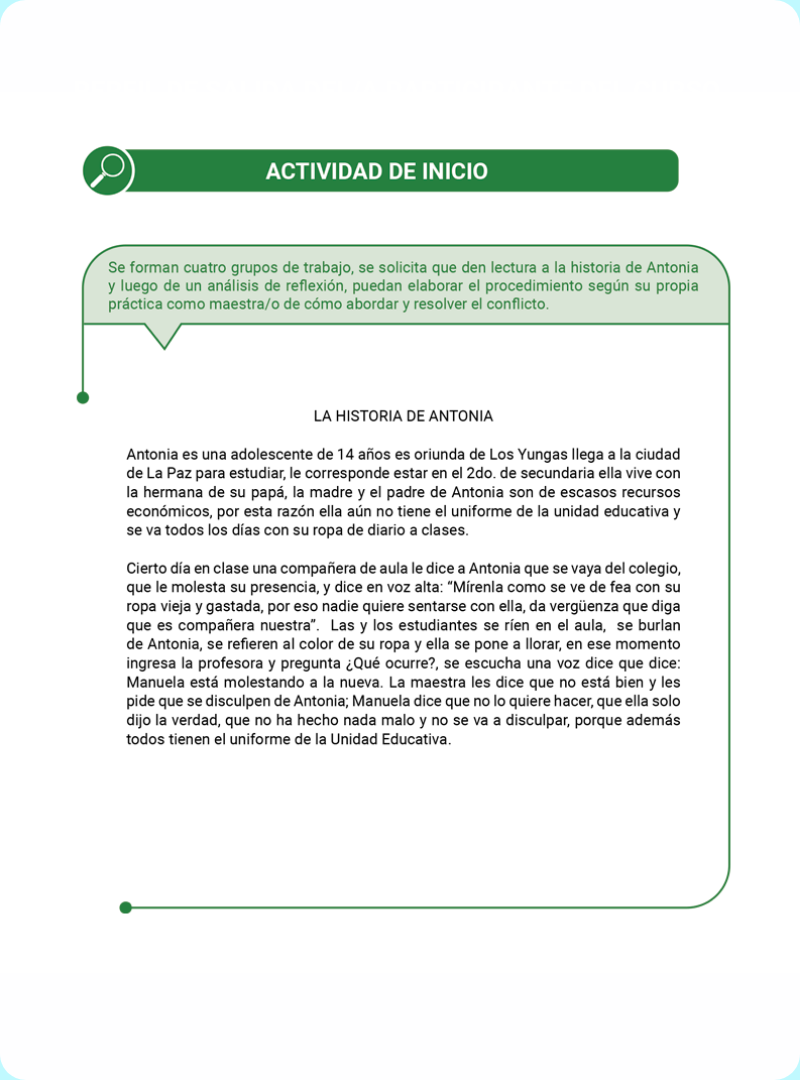 ACTIVIDAD DE INICIO
Se forman cuatro grupos de trabajo, se solicita que den lectura a la historia de Antonia
y luego de un análisis de reflexión, puedan elaborar el procedimiento según su propia
práctica como maestra/o de cómo abordar y resolver el conflicto.
LA HISTORIA DE ANTONIA
Antonia es una adolescente de 14 años es oriunda de Los Yungas llega a la ciudad
de La Paz para estudiar, le corresponde estar en el 2do. de secundaria ella vive con
la hermana de su papá, la madre y el padre de Antonia son de escasos recursos
económicos, por esta razón ella aún no tiene el uniforme de la unidad educativa y
se va todos los días con su ropa de diario a clases.
Cierto día en clase una compañera de aula le dice a Antonia que se vaya del colegio,
que le molesta su presencia, y dice en voz alta: “Mírenla como se ve de fea con su
ropa vieja y gastada, por eso nadie quiere sentarse con ella, da vergüenza que diga
que es compañera nuestra”. Las y los estudiantes se ríen en el aula, se burlan
de Antonia, se refieren al color de su ropa y ella se pone a llorar, en ese momento
ingresa la profesora y pregunta ¿Qué ocurre?, se escucha una voz dice que dice:
Manuela está molestando a la nueva. La maestra les dice que no está bien y les
pide que se disculpen de Antonia; Manuela dice que no lo quiere hacer, que ella solo
dijo la verdad, que no ha hecho nada malo y no se va a disculpar, porque además
todos tienen el uniforme de la Unidad Educativa.